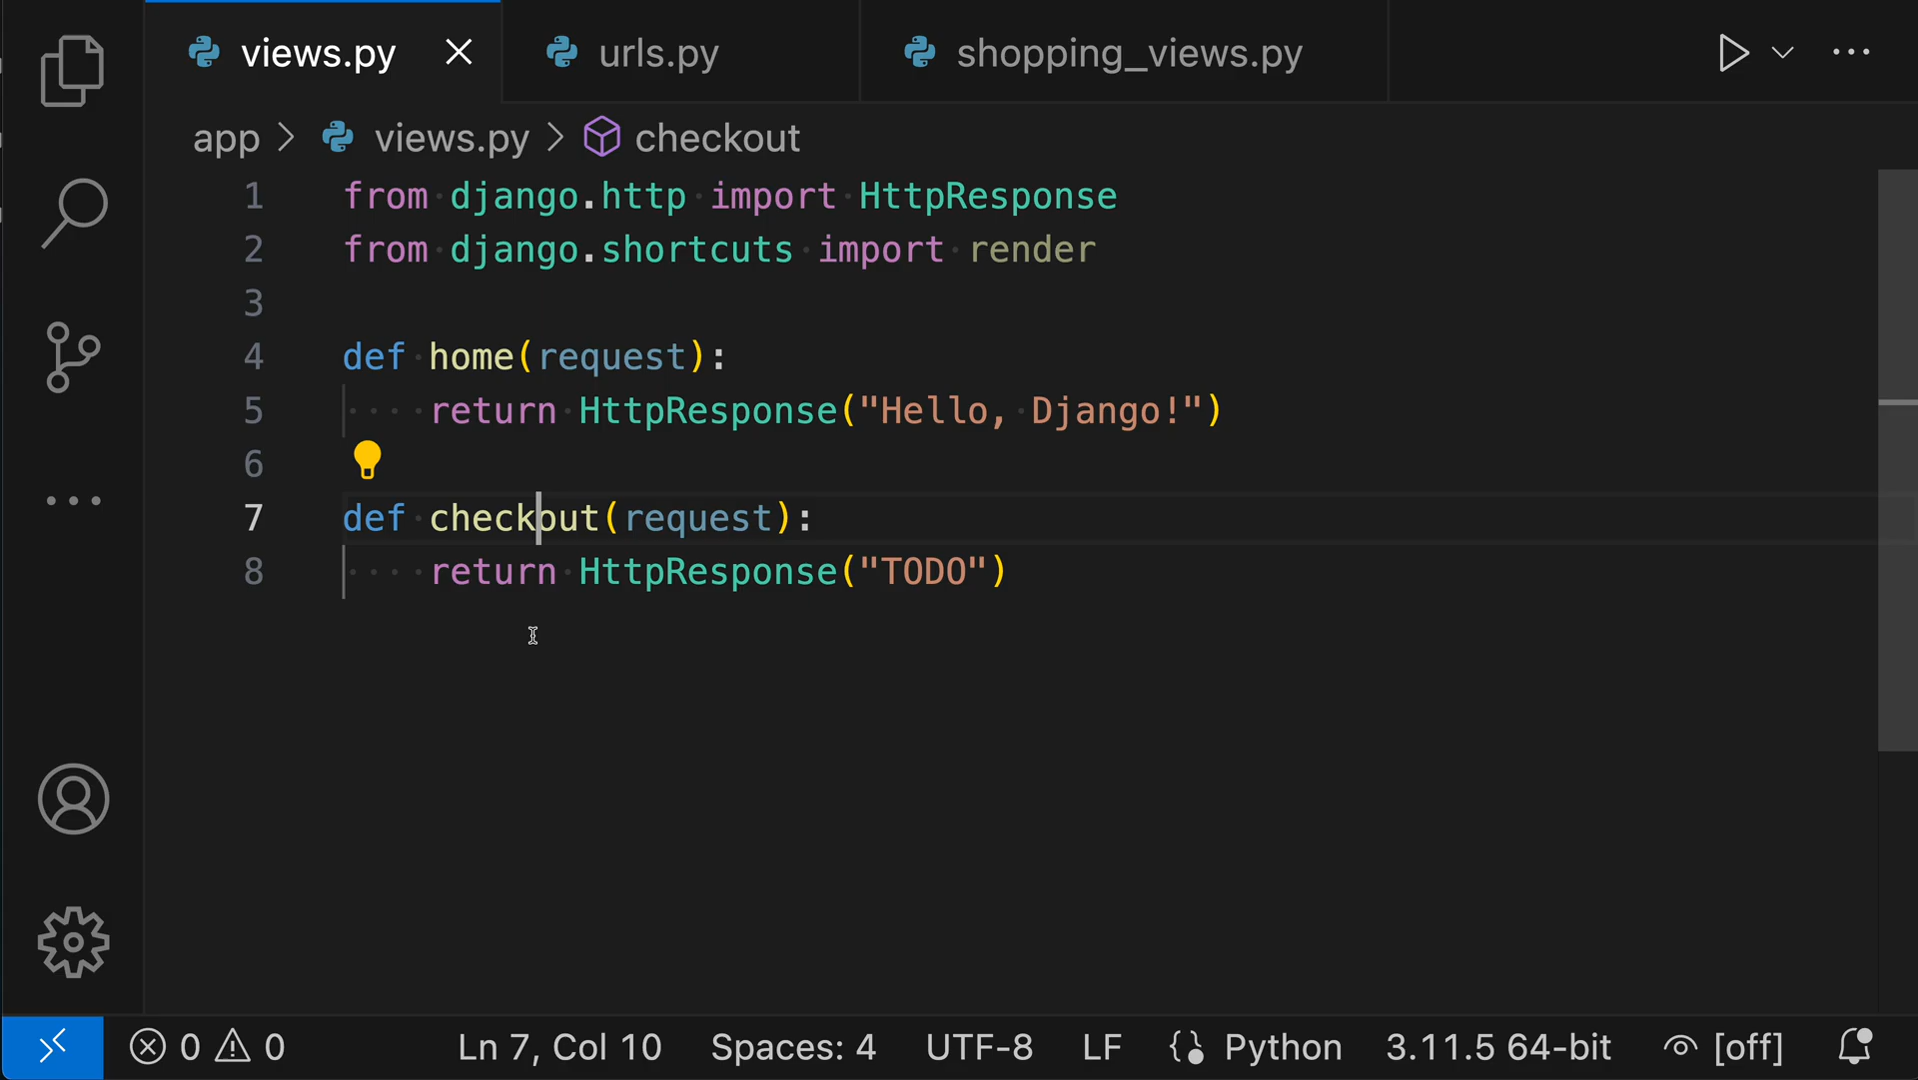 views.py urls.py shopping_views.py
app views.py checkout
1 from django.http import HttpResponse
2 from django.shortcuts import render
3
4 def home(request):
5 return HttpResponse("Hello, Django!")
6
7 def checkout(request):
8 return HttpResponse("TODO")
0 0 Ln 7, Col 10 Spaces: 4 UTF-8 LF Python 3.11.5 64-bit [off]